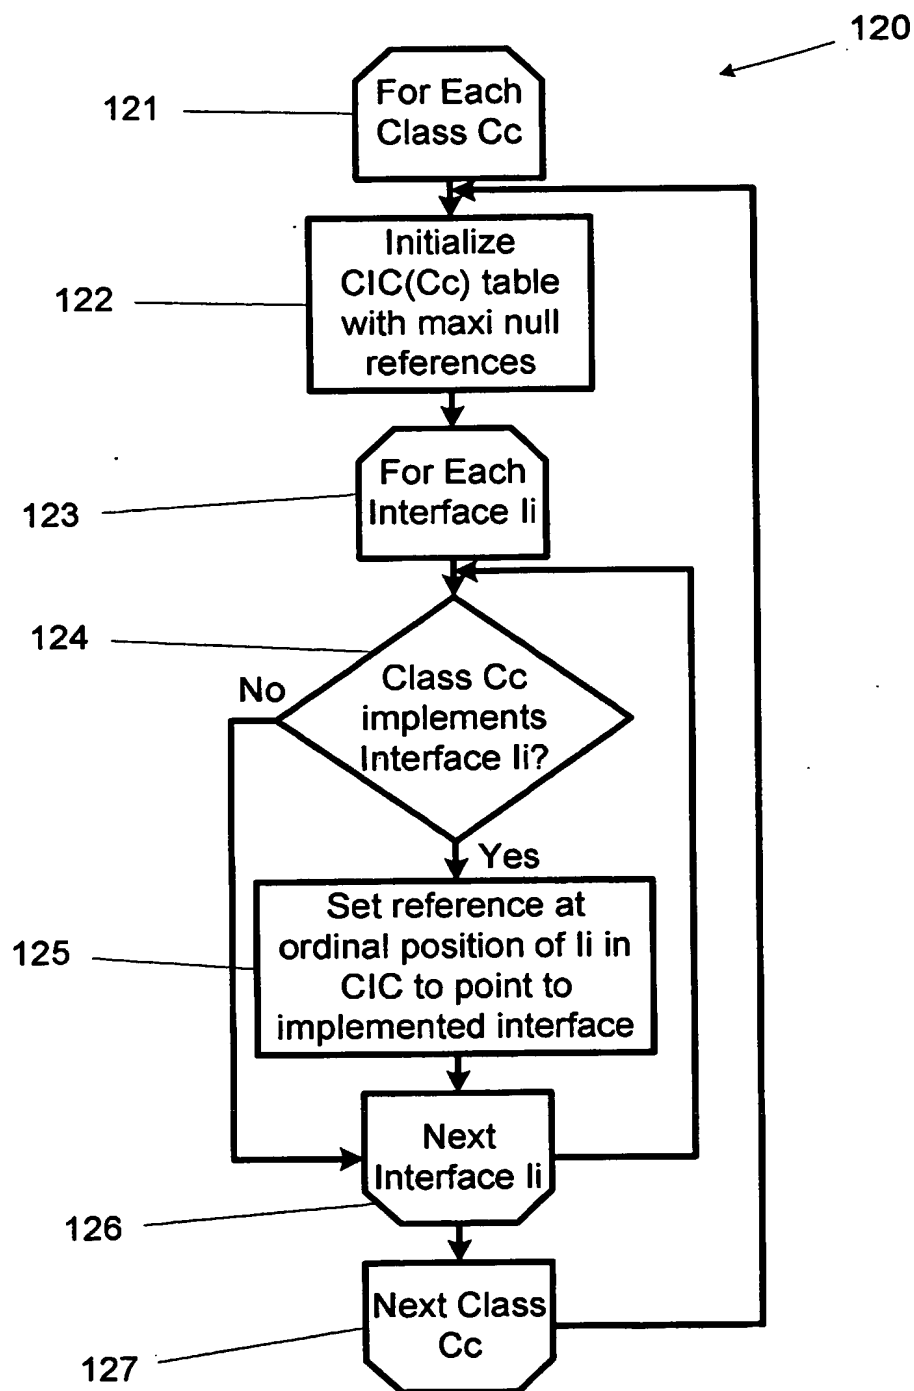 120
121
For Each
Class Cc
122
Initialize
CIC(Cc) table
with maxi null
references
123
For Each
Interface Ii
124
No
Class Cc
implements
Interface Ii?
Yes
125
Set reference at
ordinal position of Ii in
CIC to point to
implemented interface
Next
Interface Ii
126
Next Class
Cc
127